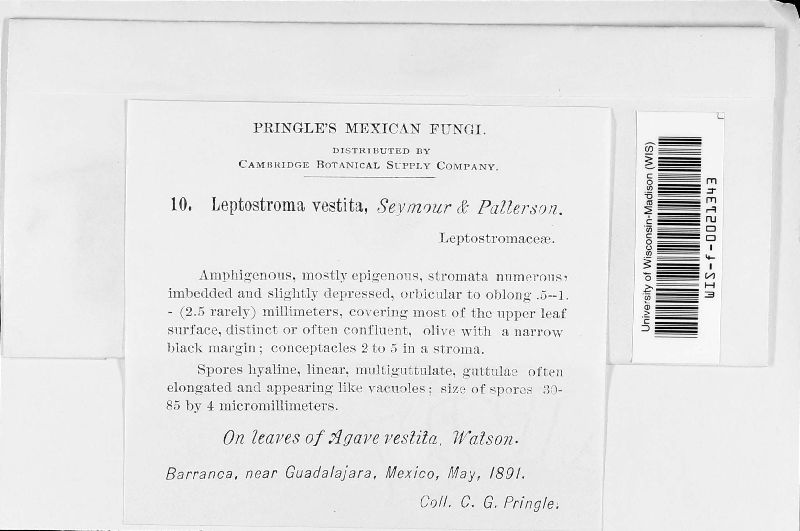 PRINGLE'S MEXICAN FUNGI.
DISTRIBUTED BY
CAMBRIDGE BOTANICAL SUPPLY COMPANY.
10. Leptostroma vestita, Seymour & Patterson.
Leptostromaceæ.
Amphigenous, mostly epigenous, stromata numerous,
imbedded and slightly depressed, orbicular to oblong .5--1.
- (2.5 rarely) millimeters, covering most of the upper leaf
surface, distinct or often confluent, olive with a narrow
black margin; conceptacles 2 to 5 in a stroma.
Spores hyaline, linear, multiguttulate, guttulae often
elongated and appearing like vacuoles; size of spores 30-
85 by 4 micromillimeters.
On leaves of Agave vestita, Watson.
Barranca, near Guadalajara, Mexico, May, 1891.
Coll. C. G. Pringle.
University of Wisconsin-Madison (WIS)
WIS-f-0051443